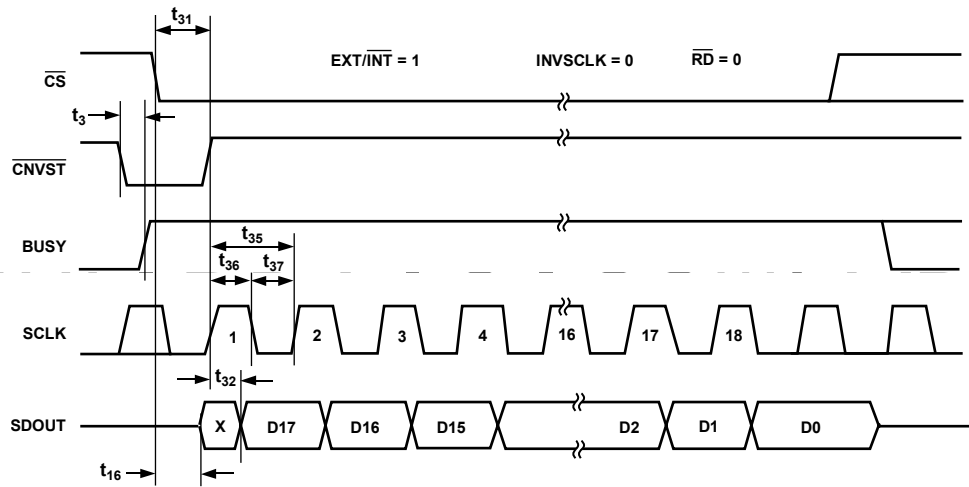 t31
EXT/INT = 1 INVSCLK = 0 RD = 0
CS
t3
CNVST
BUSY
t35
t36 t37
SCLK 1 2 3 4 16 17 18
t32
SDOUT X D17 D16 D15 D2 D1 D0
t16